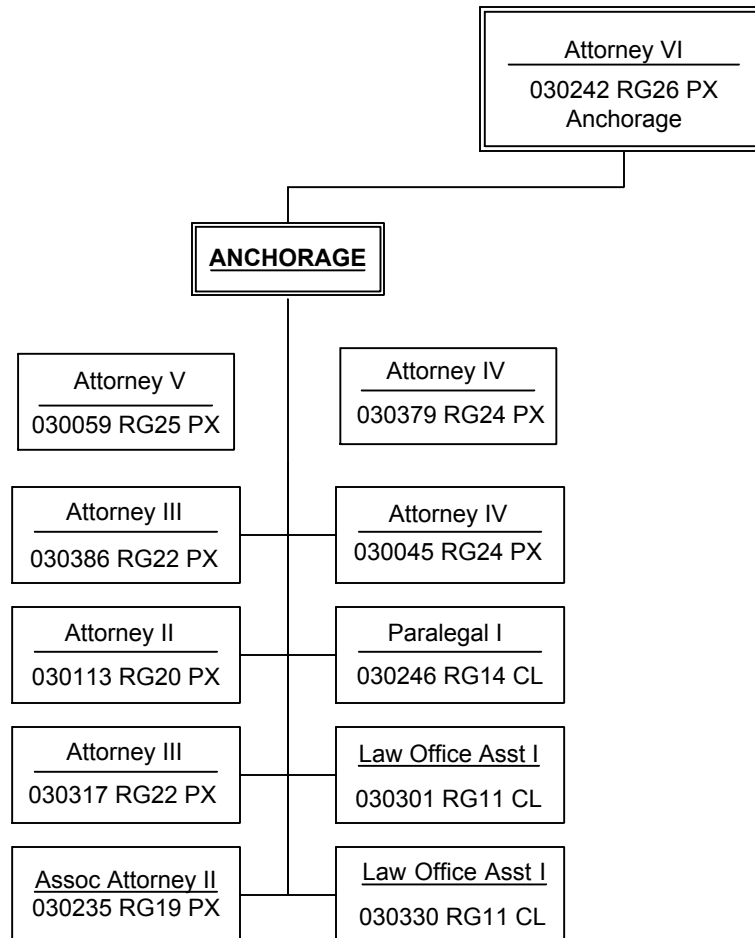 Attorney VI
030242 RG26 PX
Anchorage
ANCHORAGE
Attorney V
030059 RG25 PX
Attorney IV
030379 RG24 PX
Attorney III
030386 RG22 PX
Attorney IV
030045 RG24 PX
Attorney II
030113 RG20 PX
Paralegal I
030246 RG14 CL
Attorney III
030317 RG22 PX
Law Office Asst I
030301 RG11 CL
Assoc Attorney II
030235 RG19 PX
Law Office Asst I
030330 RG11 CL